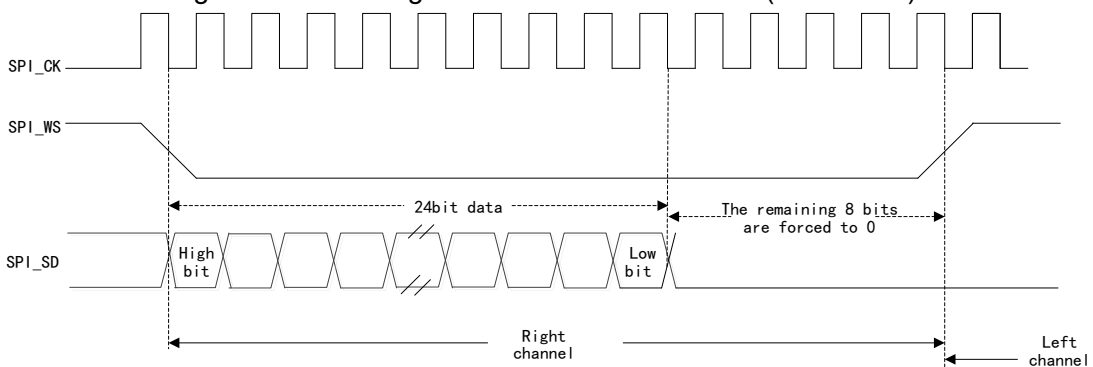 SPI_CK
SPI_WS
24bit data
The remaining 8 bits
are forced to 0
SPI_SD
High
bit
Low
bit
Right
channel
Left
channel